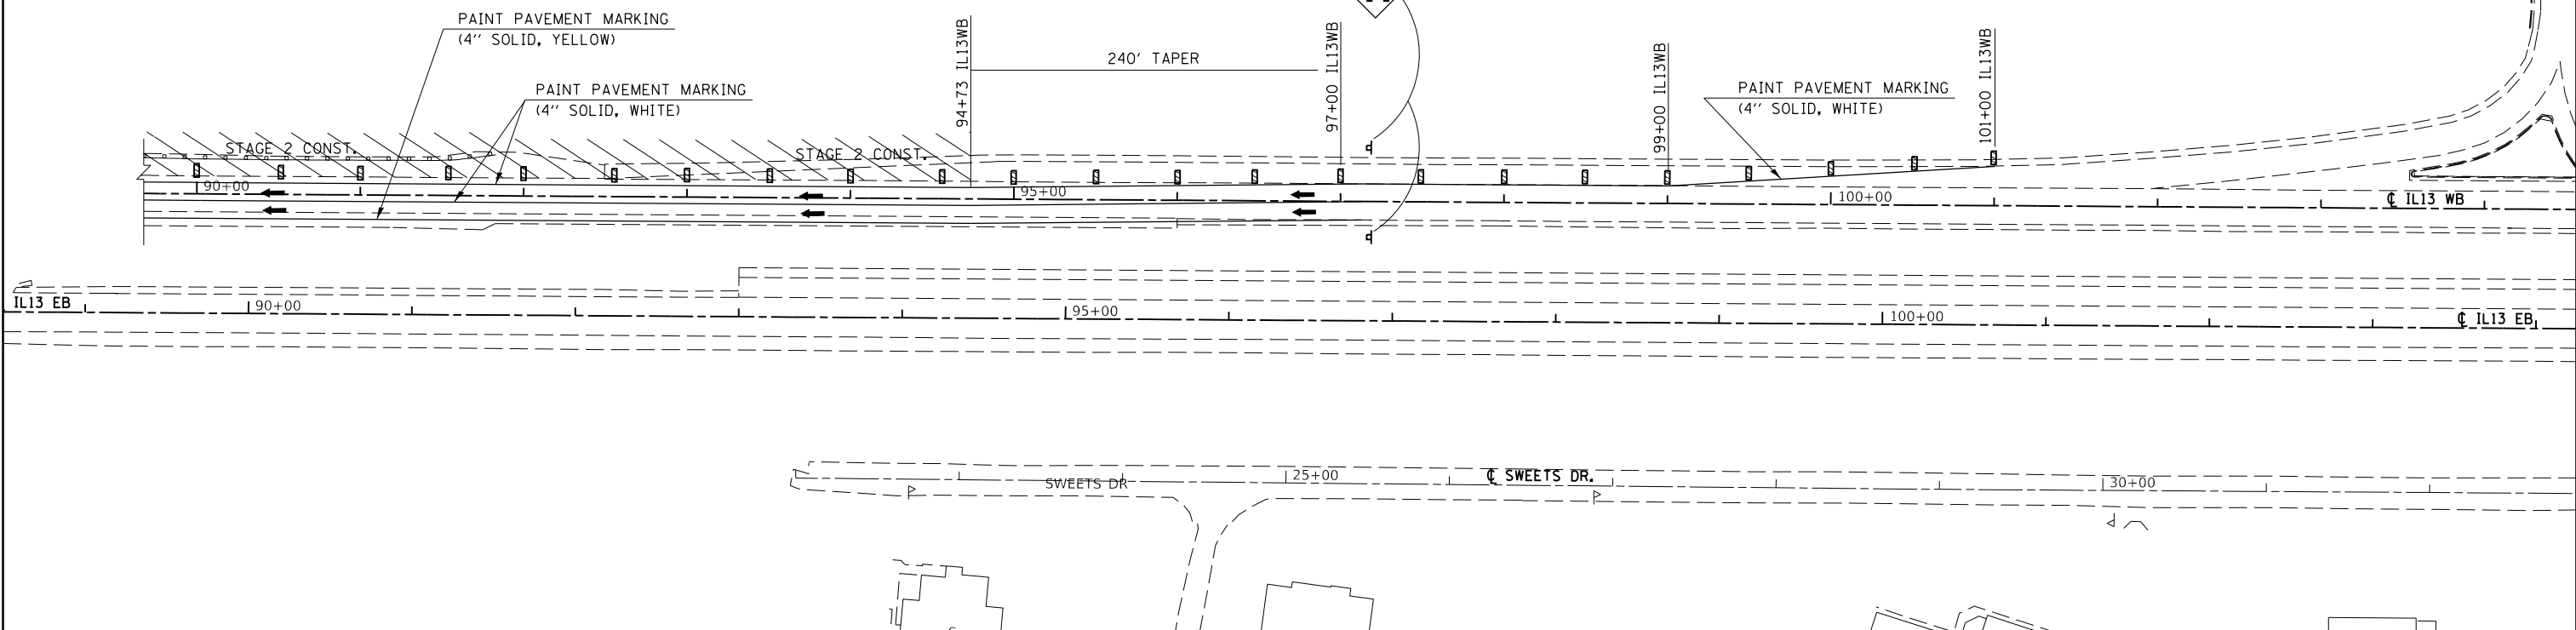 PAINT PAVEMENT MARKING
(4" SOLID, YELLOW)
PAINT PAVEMENT MARKING
(4" SOLID, WHITE)
94+73 IL13WB
240' TAPER
97+00 IL13WB
99+00 IL13WB
PAINT PAVEMENT MARKING
(4" SOLID, WHITE)
101+00 IL13WB
STAGE 2 CONST.
STAGE 2 CONST.
90+00
95+00
100+00
℄ IL13 WB
IL13 EB
90+00
95+00
100+00
℄ IL13 EB
SWEETS DR
25+00
℄ SWEETS DR.
30+00